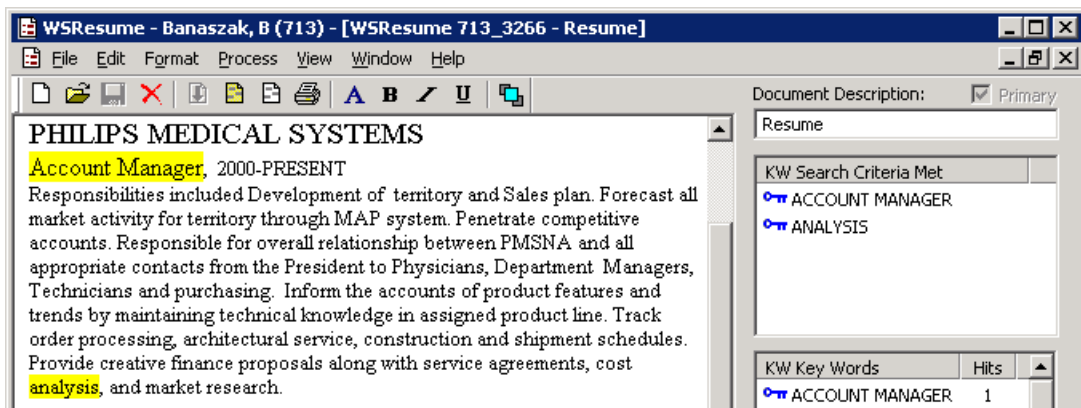 WSResume - Banaszak, B (713) - [WSResume 713_3266 - Resume]
File Edit Format Process View Window Help
A B I U
Document Description: Primary
Resume
PHILIPS MEDICAL SYSTEMS
Account Manager, 2000-PRESENT
Responsibilities included Development of territory and Sales plan. Forecast all
market activity for territory through MAP system. Penetrate competitive
accounts. Responsible for overall relationship between PMSNA and all
appropriate contacts from the President to Physicians, Department Managers,
Technicians and purchasing. Inform the accounts of product features and
trends by maintaining technical knowledge in assigned product line. Track
order processing, architectural service, construction and shipment schedules.
Provide creative finance proposals along with service agreements, cost
analysis, and market research.
KW Search Criteria Met
ACCOUNT MANAGER
ANALYSIS
KW Key Words Hits
ACCOUNT MANAGER 1